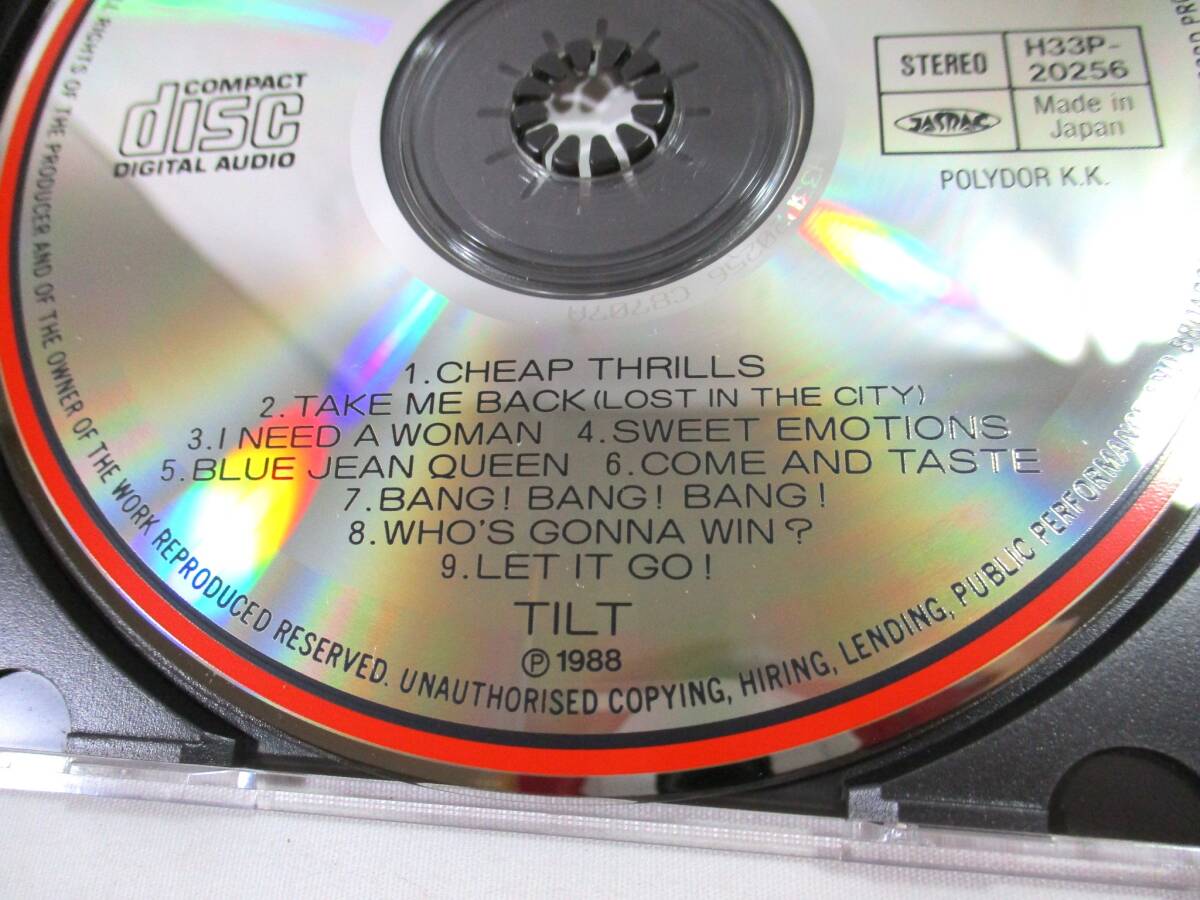 COMPACT
disc
DIGITAL AUDIO
STEREO
H33P-
20256
JASRAC
Made in
Japan
POLYDOR K.K.
1. CHEAP THRILLS
2. TAKE ME BACK (LOST IN THE CITY)
3. I NEED A WOMAN 4. SWEET EMOTIONS
5. BLUE JEAN QUEEN 6. COME AND TASTE
7. BANG! BANG! BANG!
8. WHO'S GONNA WIN?
9. LET IT GO!
TILT
Ⓟ 1988
RIGHTS OF THE PRODUCER AND OF THE OWNER OF THE WORK REPRODUCED RESERVED. UNAUTHORISED COPYING, HIRING, LENDING, PUBLIC